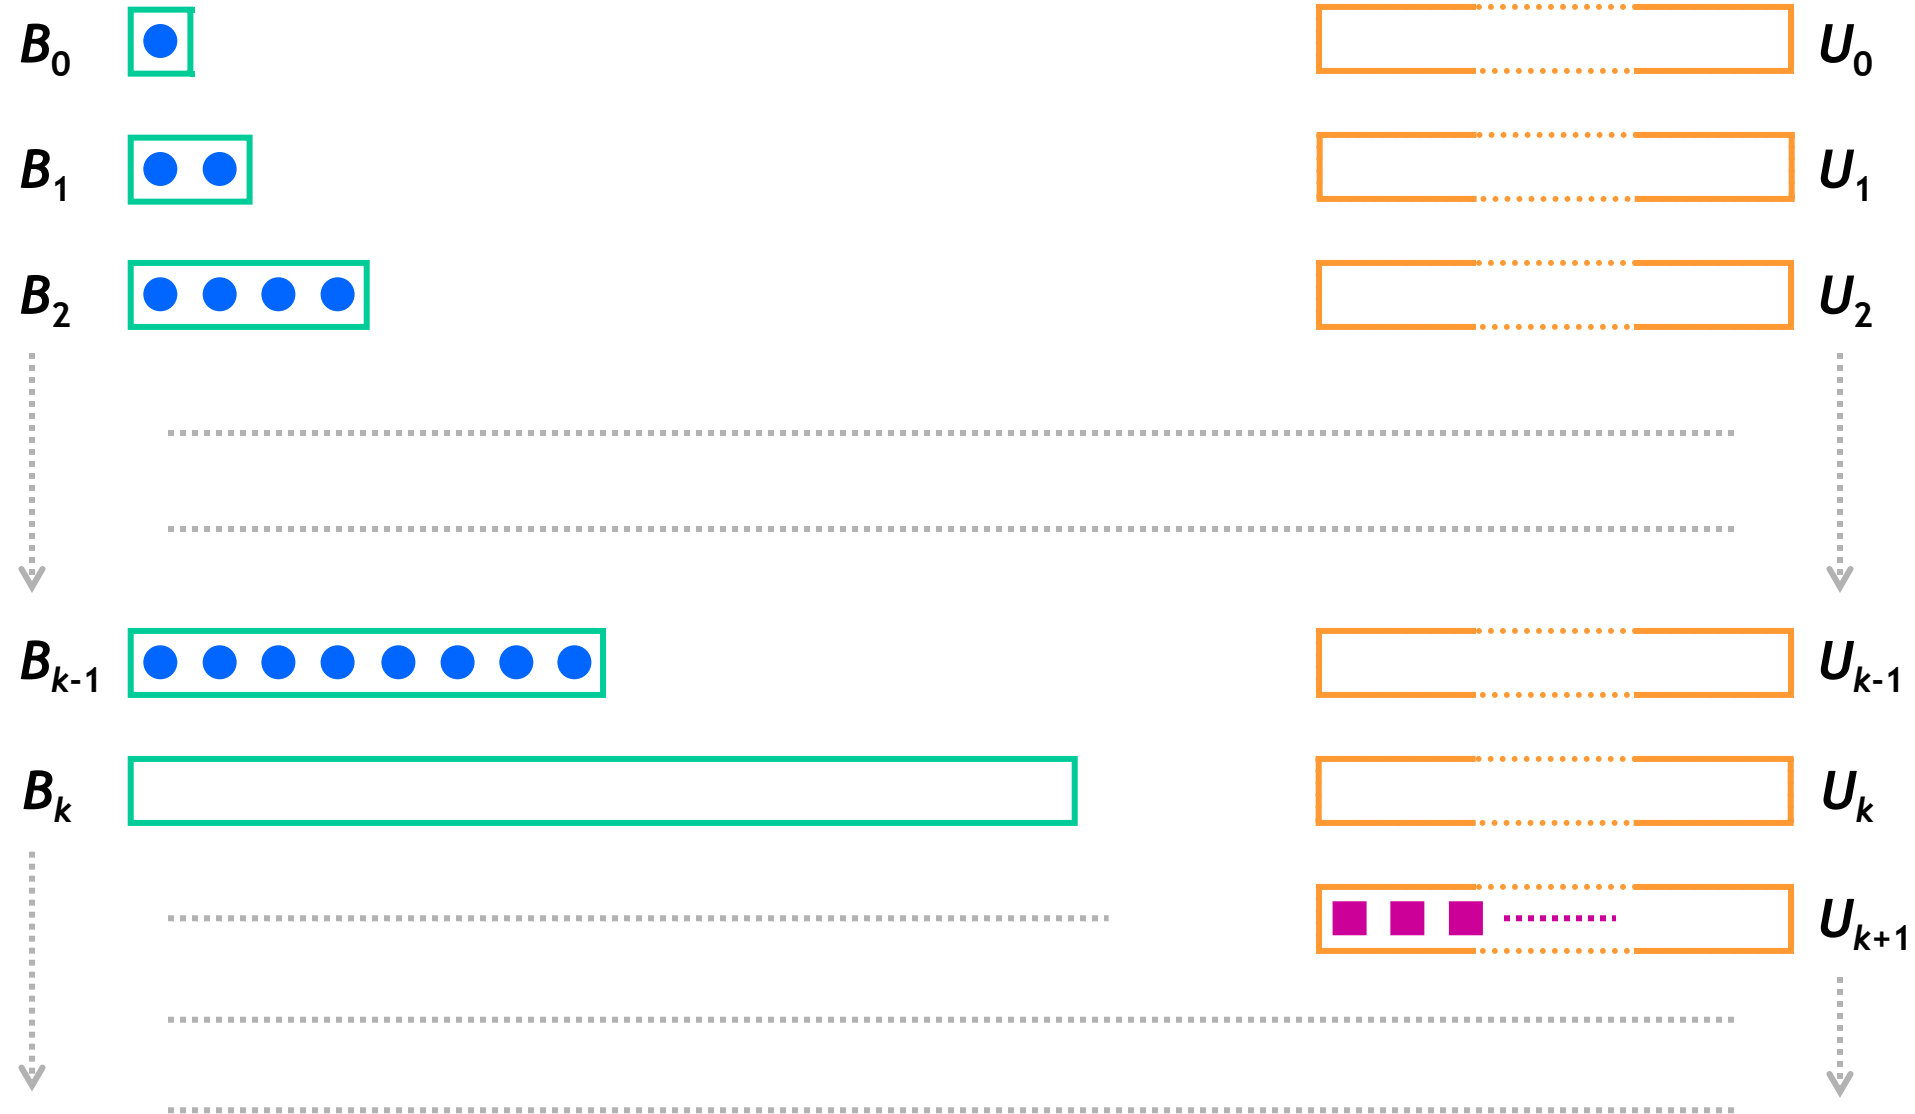 B₀ U₀
B₁ U₁
B₂ U₂
Bₖ₋₁ Uₖ₋₁
Bₖ Uₖ
Uₖ₊₁